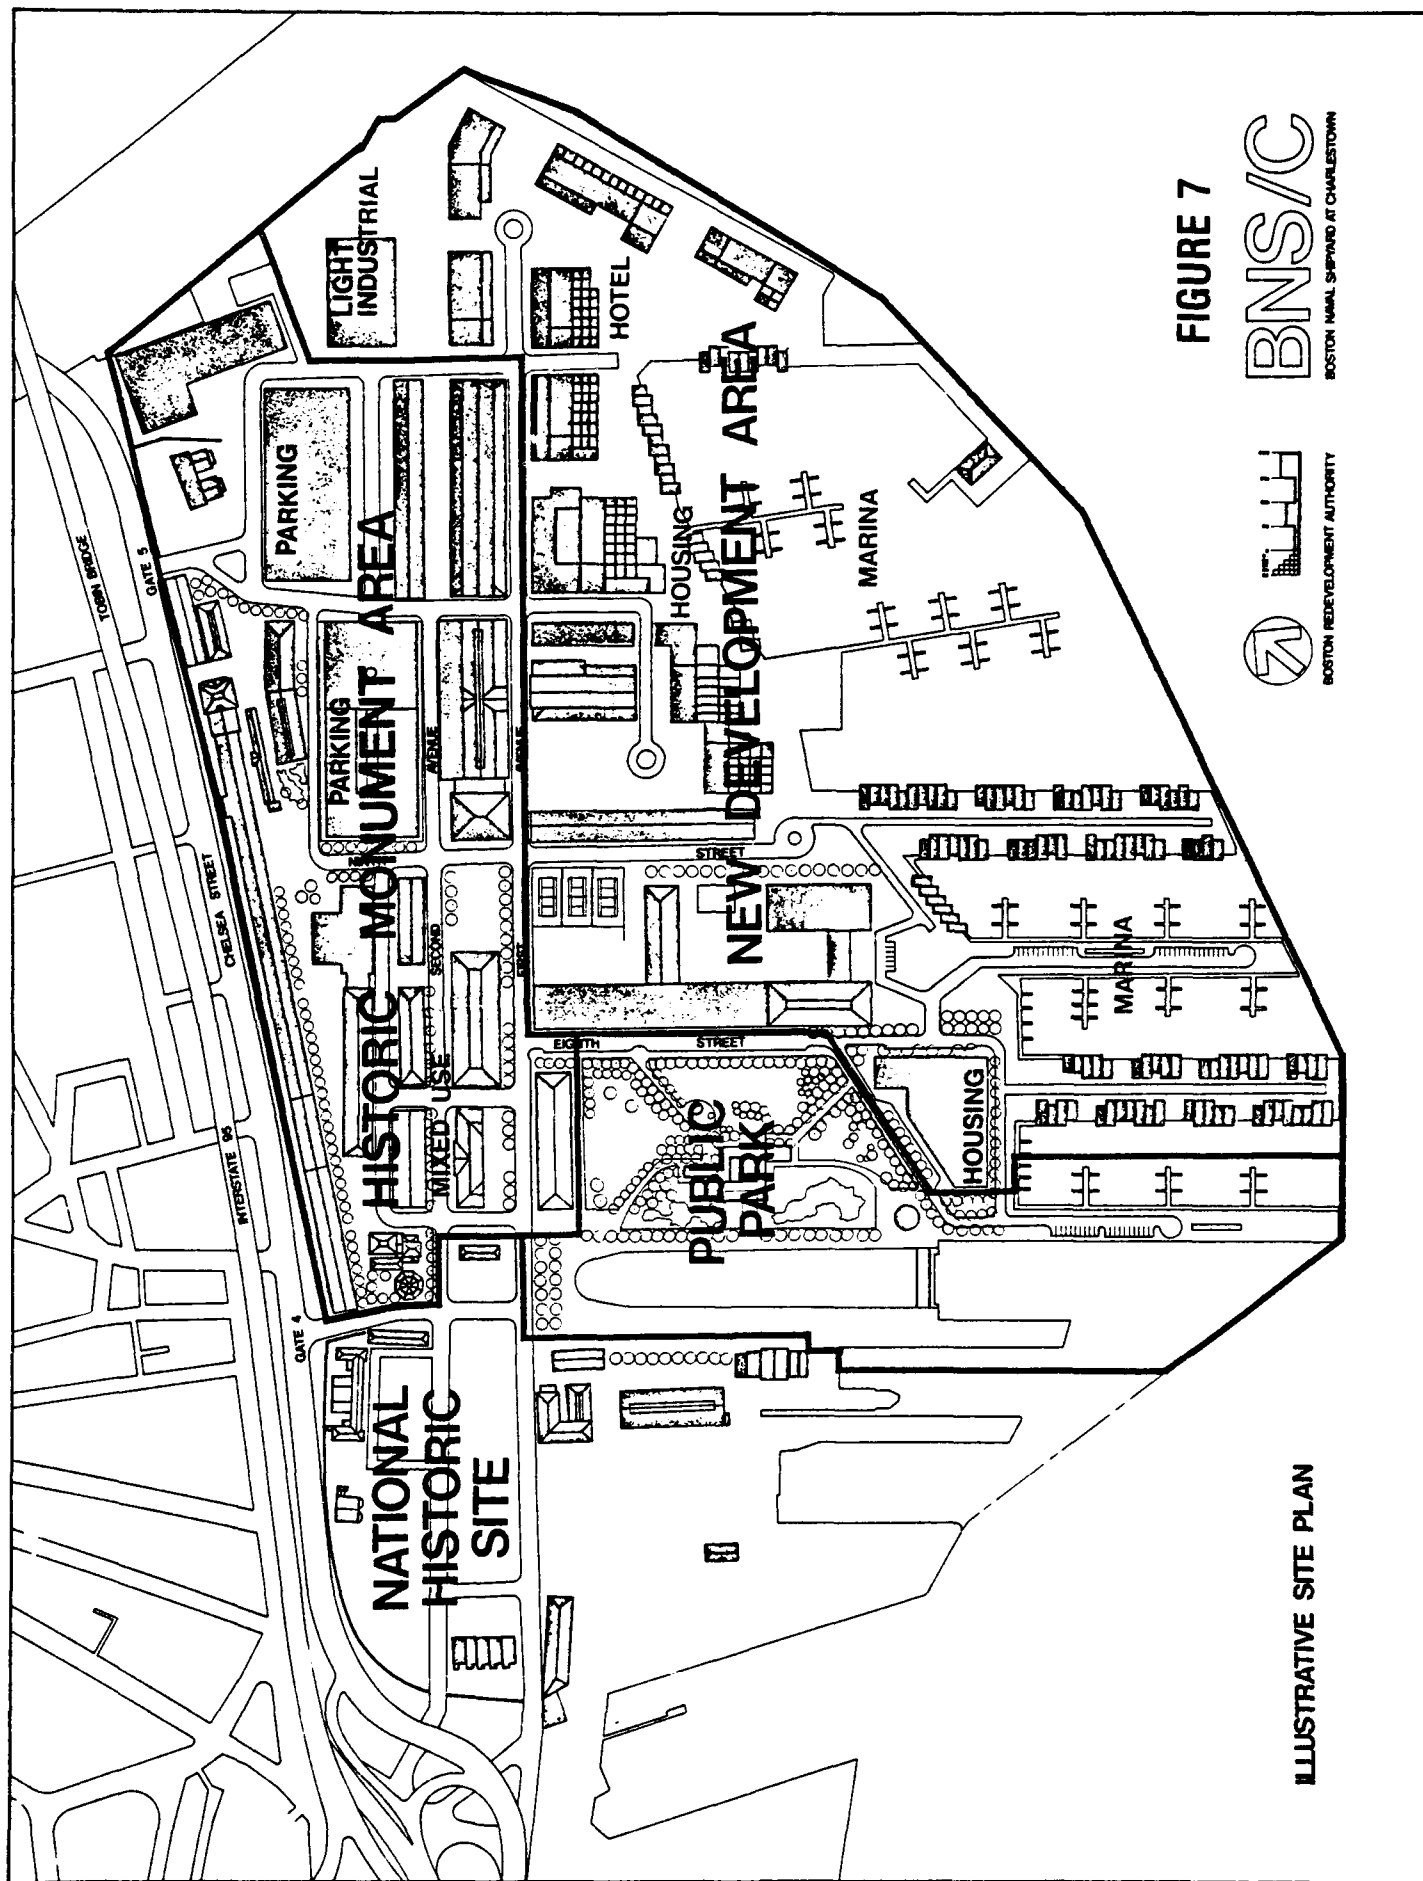 TOBIN BRIDGE
GATE 5
CHELSEA STREET
INTERSTATE 95
GATE 4
LIGHT
INDUSTRIAL
PARKING
PARKING
HISTORIC MONUMENT AREA
MIXED USE
SECOND
AVENUE
FIRST
AVENUE
HOTEL
HOUSING
NEW DEVELOPMENT AREA
MARINA
STREET
EIGHTH
STREET
PUBLIC
PARK
HOUSING
MARINA
NATIONAL
HISTORIC
SITE
ILLUSTRATIVE SITE PLAN
BOSTON REDEVELOPMENT AUTHORITY
FIGURE 7
BNS/C
BOSTON NAVAL SHIPYARD AT CHARLESTOWN